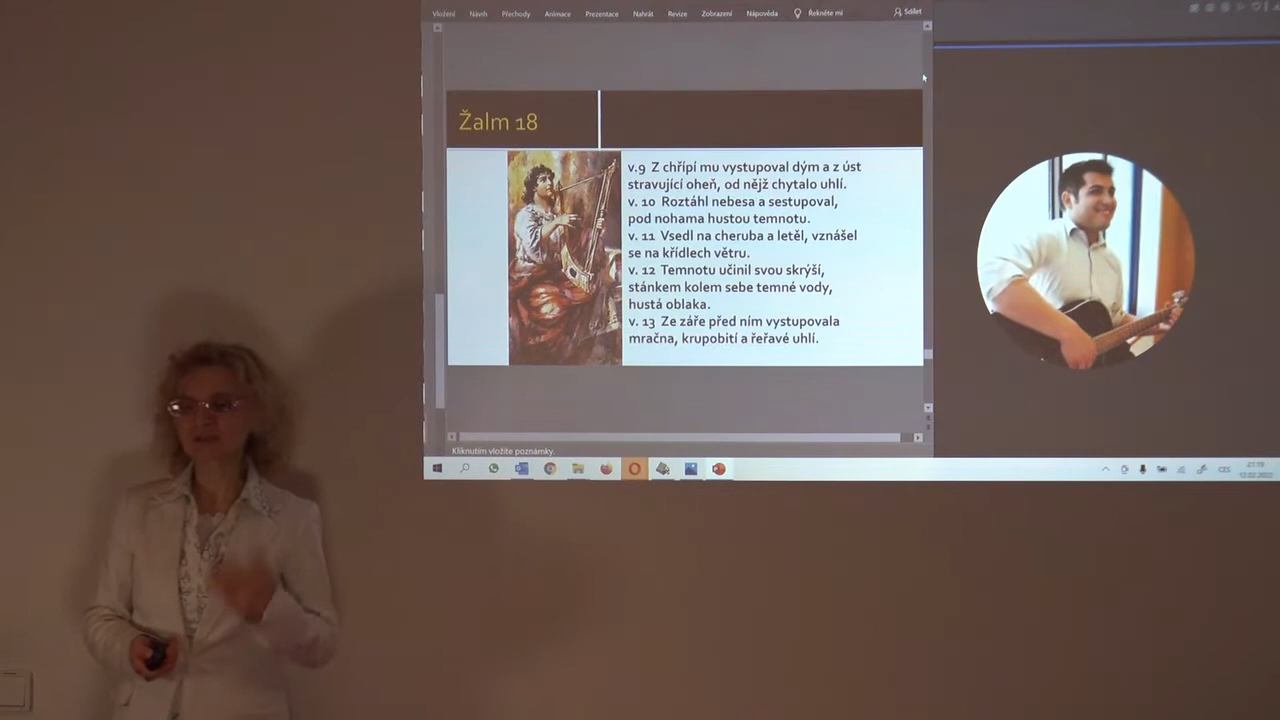 Vložení Návrh Přechody Animace Prezentace Nahrát Revize Zobrazení Nápověda Řekněte mi Sdílet
Žalm 18
v.9 Z chřípí mu vystupoval dým a z úst
stravující oheň, od nějž chytalo uhlí.
v. 10 Roztáhl nebesa a sestupoval,
pod nohama hustou temnotu.
v. 11 Vsedl na cheruba a letěl, vznášel
se na křídlech větru.
v. 12 Temnotu učinil svou skrýší,
stánkem kolem sebe temné vody,
hustá oblaka.
v. 13 Ze záře před ním vystupovala
mračna, krupobití a řeřavé uhlí.
Kliknutím vložíte poznámky.
CES